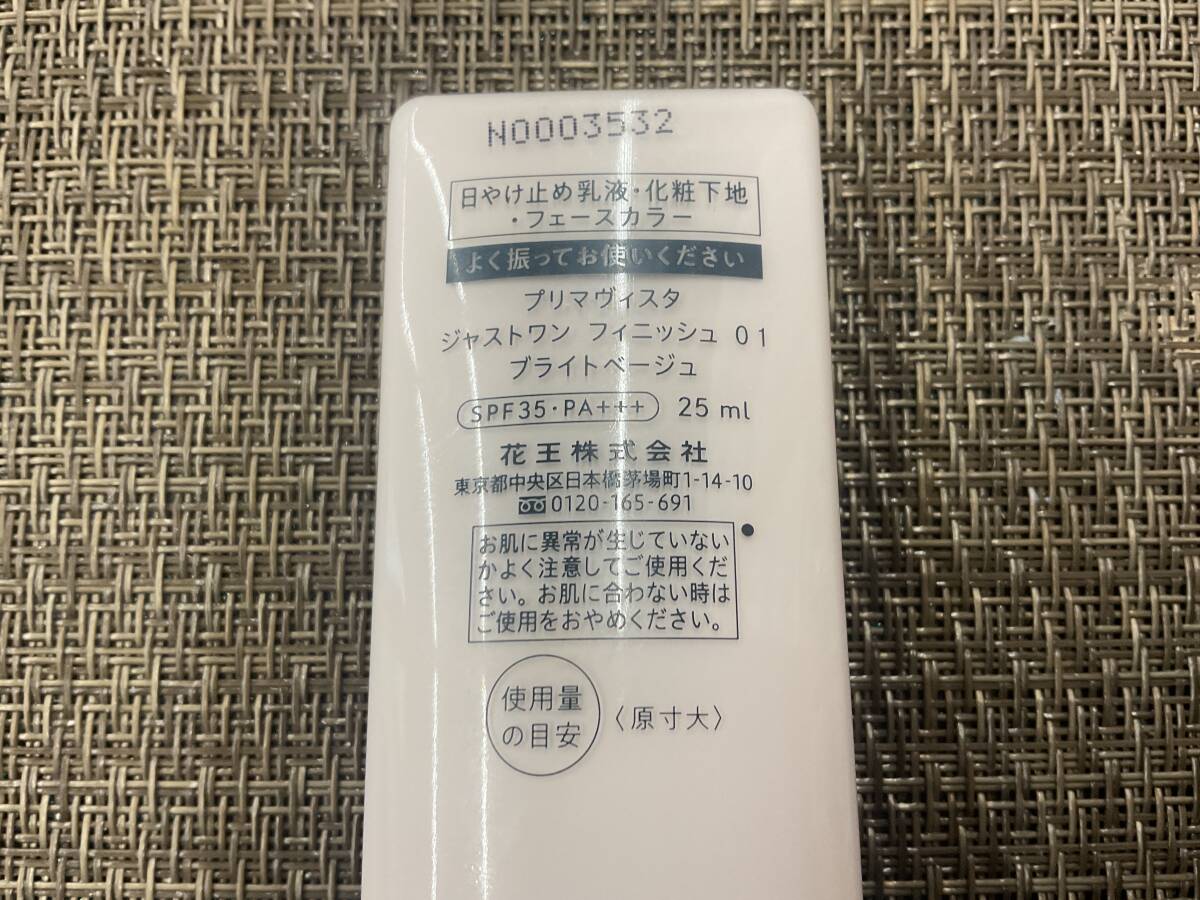 N0003532
日やけ止め乳液・化粧下地
・フェースカラー
よく振ってお使いください
プリマヴィスタ
ジャストワン フィニッシュ 01
ブライトベージュ
SPF35・PA+++ 25 ml
花王株式会社
東京都中央区日本橋茅場町1-14-10
0120-165-691
お肌に異常が生じていない
かよく注意してご使用くだ
さい。お肌に合わない時は
ご使用をおやめください。
使用量
の目安
〈原寸大〉